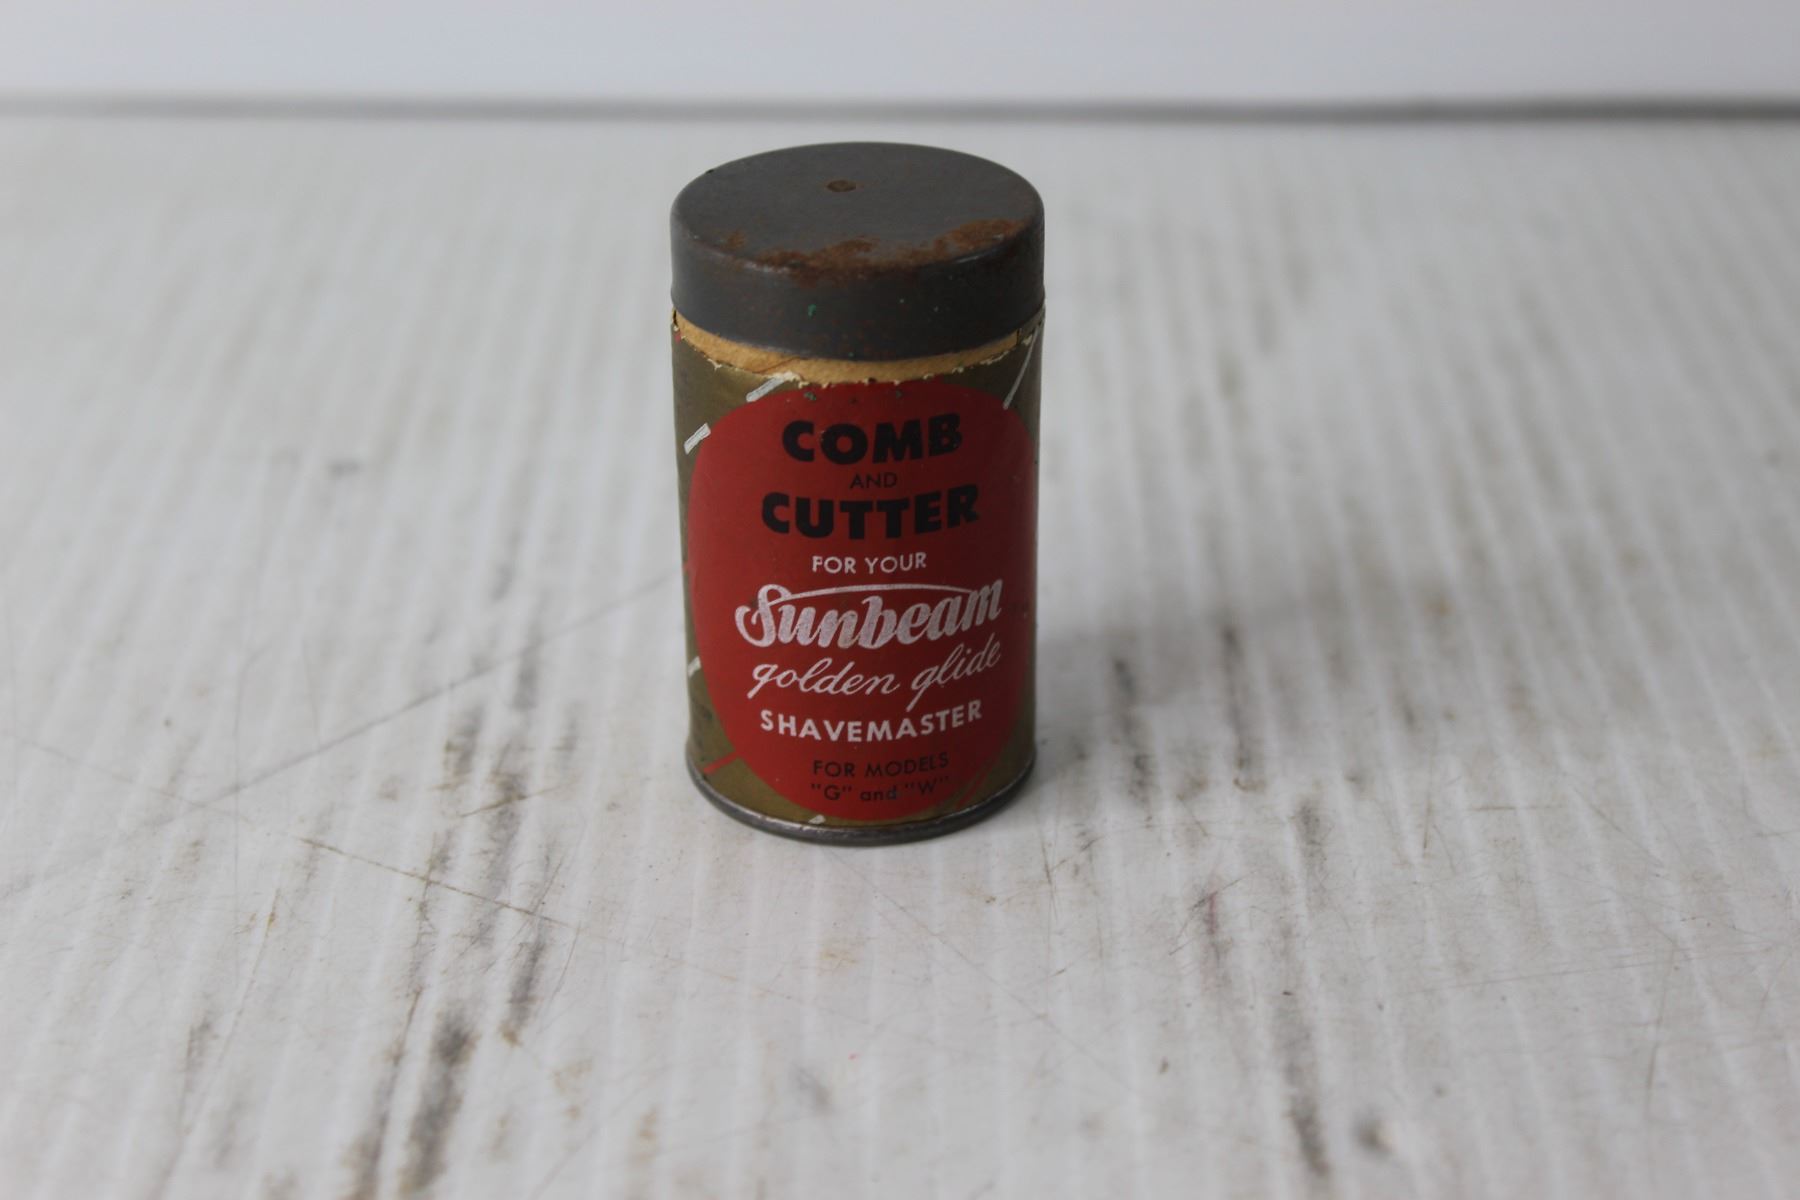 COMB
AND
CUTTER
FOR YOUR
Sunbeam
golden glide
SHAVEMASTER
FOR MODELS
"G" and "W"